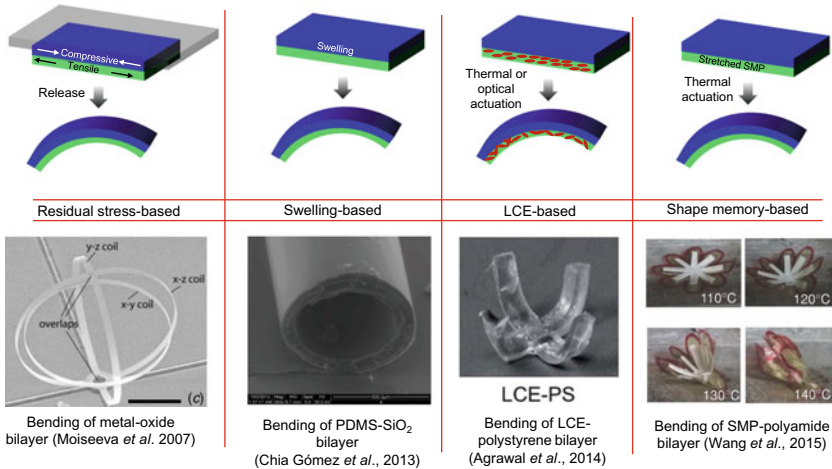 Compressive
Tensile
Release
Swelling
Thermal or
optical
actuation
Stretched SMP
Thermal
actuation
Residual stress-based
Swelling-based
LCE-based
Shape memory-based
y-z coil
x-z coil
x-y coil
overlaps
(c)
LCE-PS
110°C
120°C
130°C
140°C
Bending of metal-oxide
bilayer (Moiseeva et al. 2007)
Bending of PDMS-SiO₂
bilayer
(Chia Gómez et al., 2013)
Bending of LCE-
polystyrene bilayer
(Agrawal et al., 2014)
Bending of SMP-polyamide
bilayer (Wang et al., 2015)